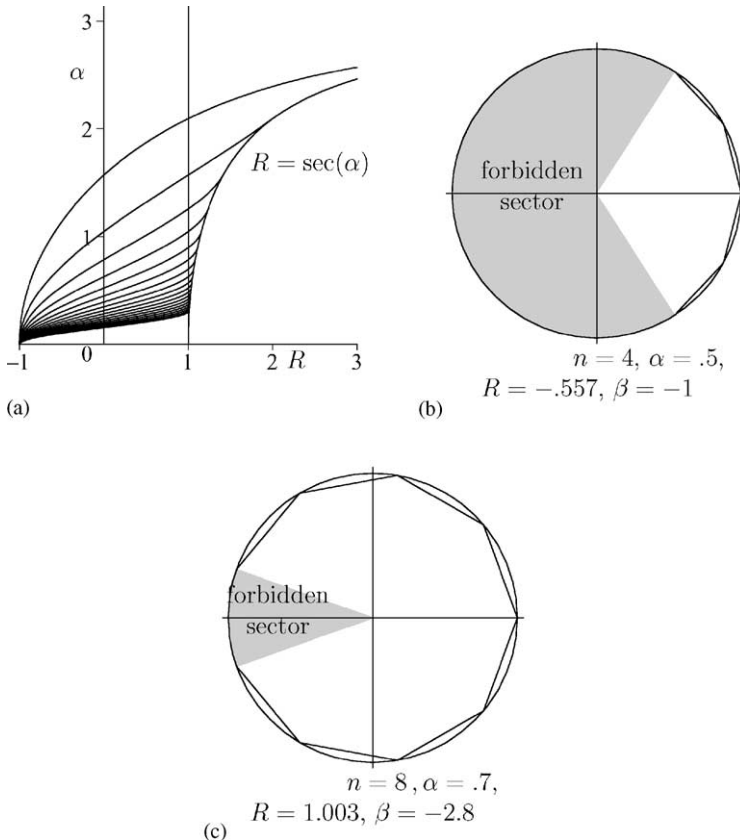 3
α
2
R = sec(α)
1
0
−1
1
R
2
3
(a)
forbidden
sector
n = 4, α = .5,
R = −.557, β = −1
(b)
forbidden
sector
n = 8 , α = .7,
R = 1.003, β = −2.8
(c)